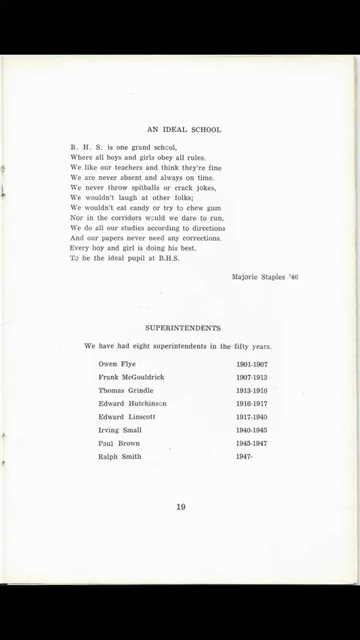 AN IDEAL SCHOOL
B. H. S. is one grand school,
Where all boys and girls obey all rules.
We like our teachers and think they're fine
We are never absent and always on time.
We never throw spitballs or crack jokes,
We wouldn't laugh at other folks;
We wouldn't eat candy or try to chew gum
Nor in the corridors would we dare to run.
We do all our studies according to directions
And our papers never need any corrections.
Every boy and girl is doing his best.
To be the ideal pupil at B.H.S.
Majorie Staples '46
SUPERINTENDENTS
We have had eight superintendents in the fifty years.
Owen Flye 1901-1907
Frank McGouldrick 1907-1913
Thomas Grindle 1913-1916
Edward Hutchinson 1916-1917
Edward Linscott 1917-1940
Irving Small 1940-1945
Paul Brown 1945-1947
Ralph Smith 1947-
19